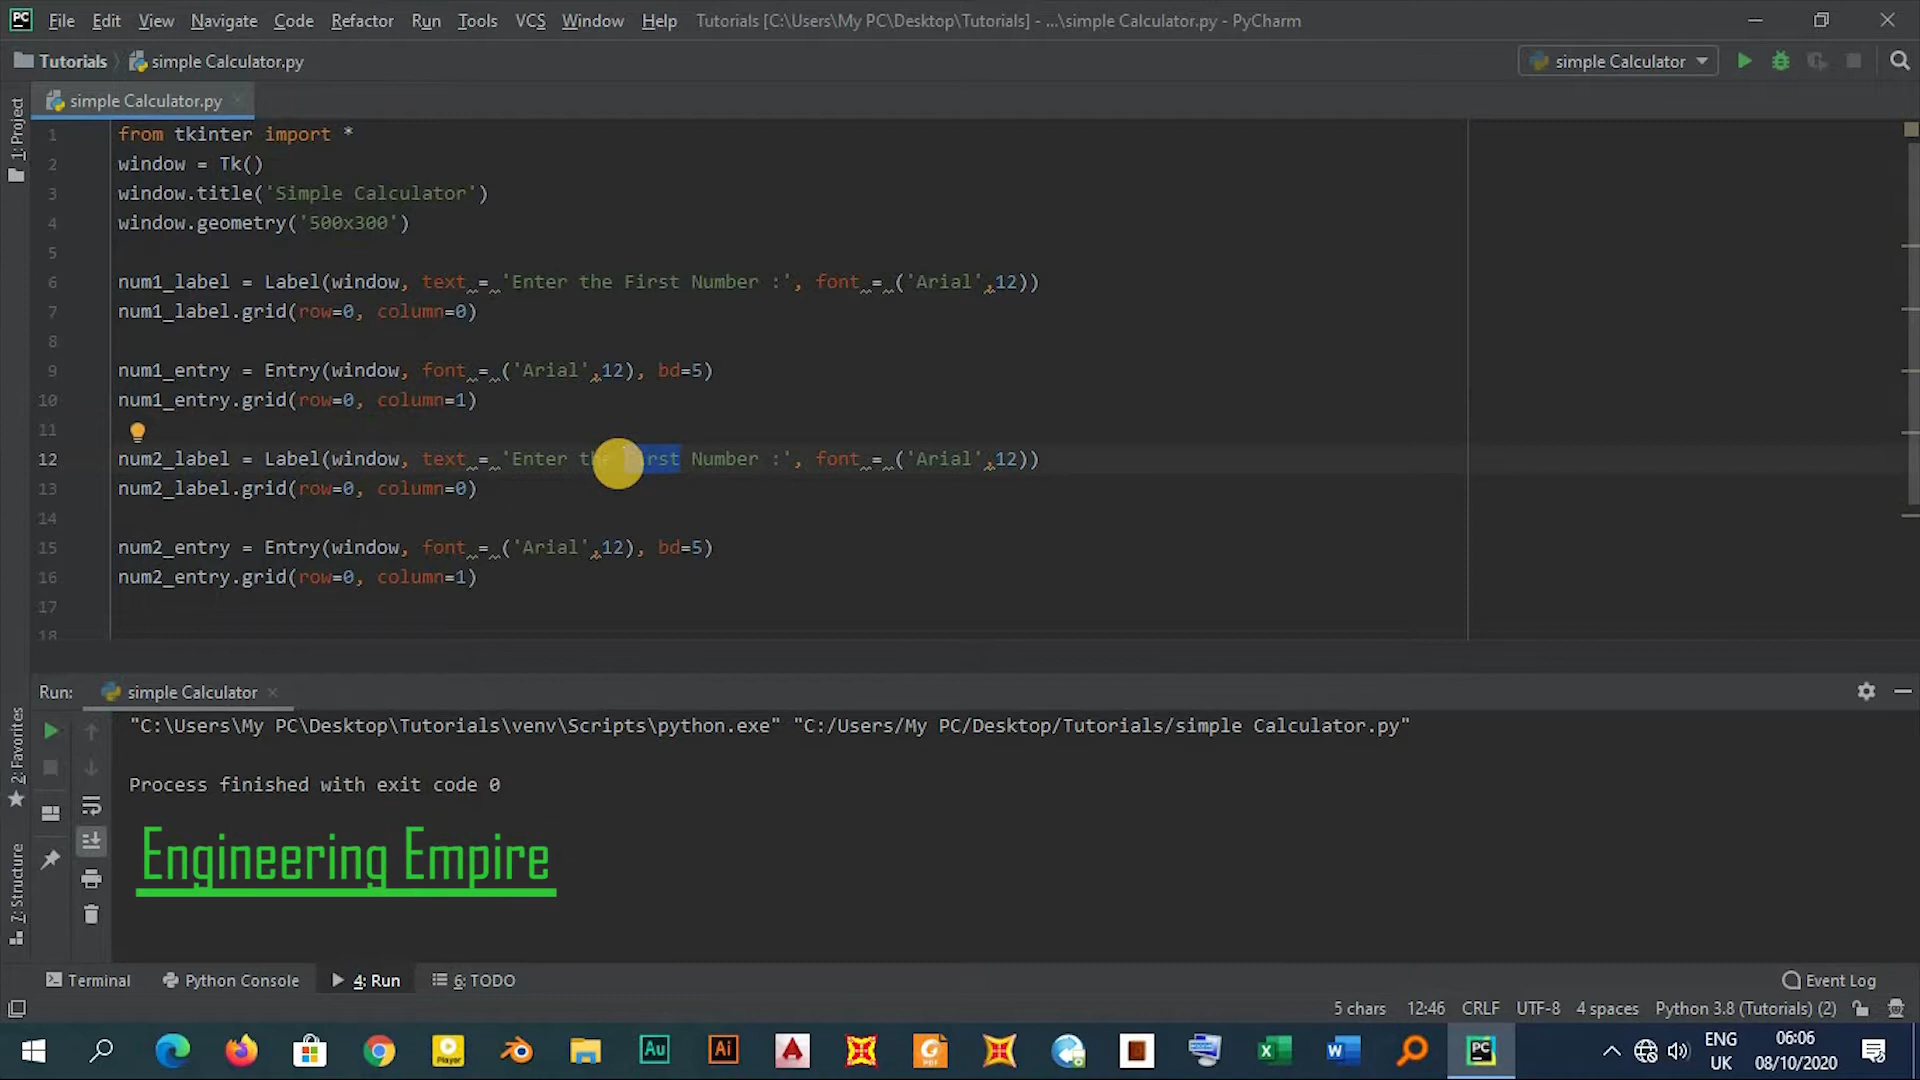 File Edit View Navigate Code Refactor Run Tools VCS Window Help Tutorials [C:\Users\My PC\Desktop\Tutorials] - ...\simple Calculator.py - PyCharm
Tutorials simple Calculator.py simple Calculator
simple Calculator.py
1: Project
1 from tkinter import *
2 window = Tk()
3 window.title('Simple Calculator')
4 window.geometry('500x300')
5
6 num1_label = Label(window, text = 'Enter the First Number :', font = ('Arial',12))
7 num1_label.grid(row=0, column=0)
8
9 num1_entry = Entry(window, font = ('Arial',12), bd=5)
10 num1_entry.grid(row=0, column=1)
11
12 num2_label = Label(window, text = 'Enter the First Number :', font = ('Arial',12))
13 num2_label.grid(row=0, column=0)
14
15 num2_entry = Entry(window, font = ('Arial',12), bd=5)
16 num2_entry.grid(row=0, column=1)
17
18
Run: simple Calculator
2: Favorites
7: Structure
"C:\Users\My PC\Desktop\Tutorials\venv\Scripts\python.exe" "C:/Users/My PC/Desktop/Tutorials/simple Calculator.py"
Process finished with exit code 0
Engineering Empire
Terminal Python Console 4: Run 6: TODO Event Log
5 chars 12:46 CRLF UTF-8 4 spaces Python 3.8 (Tutorials) (2)
Player Au Ai PC ENG 06:06
UK 08/10/2020